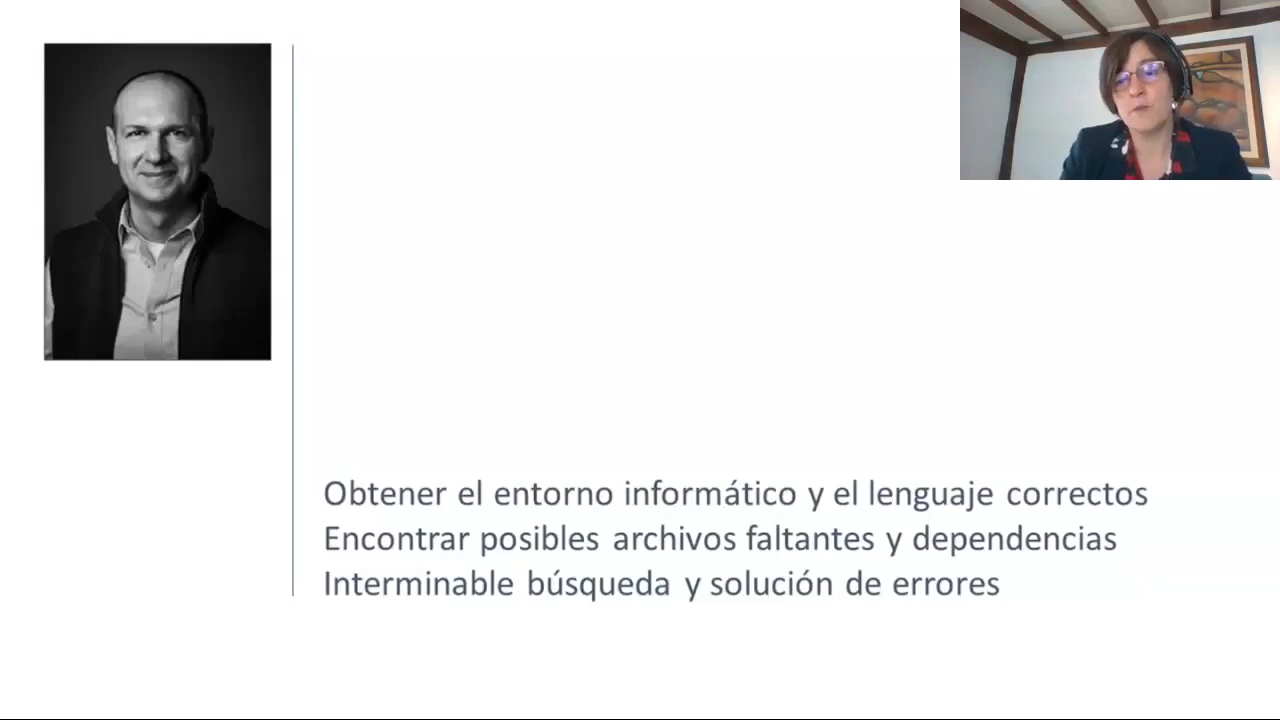 Obtener el entorno informático y el lenguaje correctos
Encontrar posibles archivos faltantes y dependencias
Interminable búsqueda y solución de errores